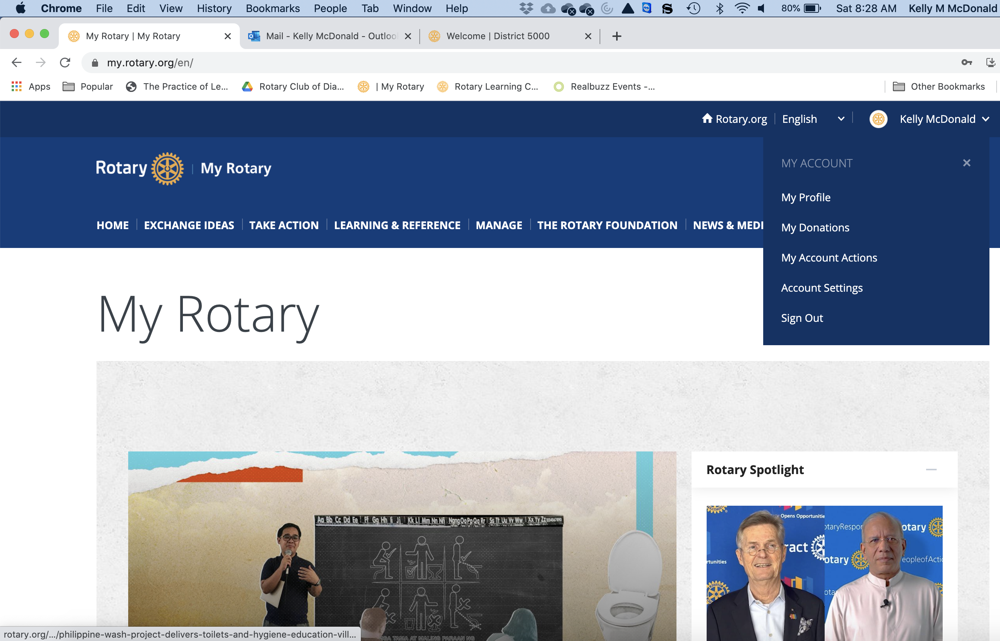 Chrome File Edit View History Bookmarks People Tab Window Help 80% Sat 8:28 AM Kelly M McDonald
My Rotary | My Rotary Mail - Kelly McDonald - Outloo Welcome | District 5000
my.rotary.org/en/
Apps Popular The Practice of Le... Rotary Club of Dia... | My Rotary Rotary Learning C... Realbuzz Events -... Other Bookmarks
Rotary.org English Kelly McDonald
Rotary | My Rotary
MY ACCOUNT
My Profile
My Donations
My Account Actions
Account Settings
Sign Out
HOME EXCHANGE IDEAS TAKE ACTION LEARNING & REFERENCE MANAGE THE ROTARY FOUNDATION NEWS & MEDI
My Rotary
Rotary Spotlight
Aa Bb Cc Dd Ee Ff Gg Hh Ii Jj Kk Ll Mm Nn Ññ Ngng Oo Pp Qq Rr Ss Tt Uu Vv Ww Xx Yy Zz 1234567890
Opens Opportunitie
ract
rtunities
otaryRespon
otary
otary
eopleofActio
MGA TAMA AT MALING PARAAN NG
rotary.org/.../philippine-wash-project-delivers-toilets-and-hygiene-education-vill...